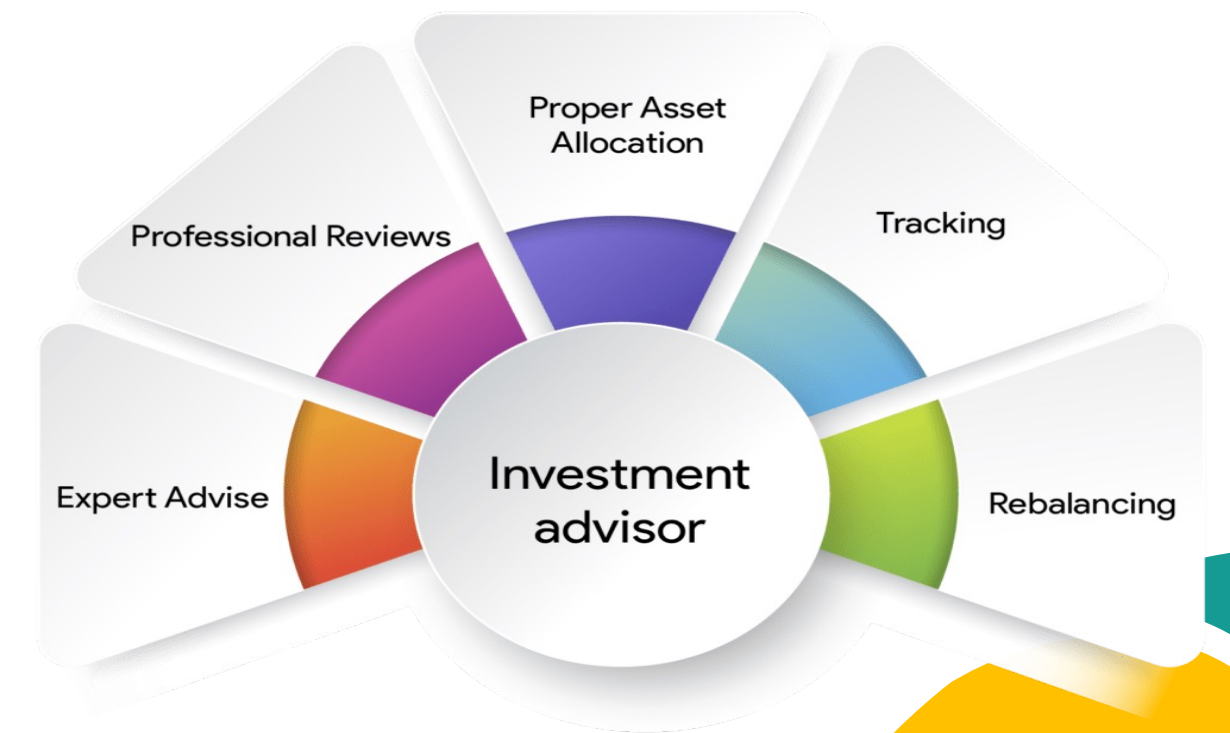 Proper Asset
Allocation
Professional Reviews
Tracking
Expert Advise
Investment
advisor
Rebalancing